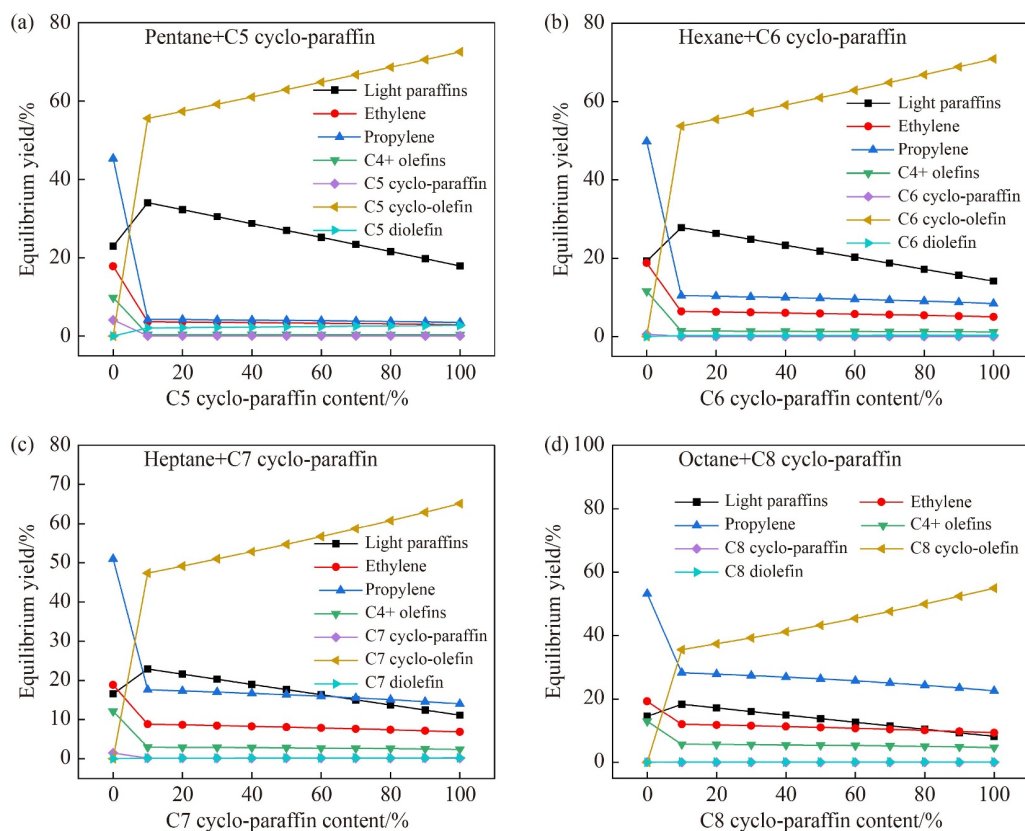 (a)
Pentane+C5 cyclo-paraffin
Equilibrium yield/%
80
60
40
20
0
Light paraffins
Ethylene
Propylene
C4+ olefins
C5 cyclo-paraffin
C5 cyclo-olefin
C5 diolefin
0 20 40 60 80 100
C5 cyclo-paraffin content/%
(b)
Hexane+C6 cyclo-paraffin
Equilibrium yield/%
80
60
40
20
0
Light paraffins
Ethylene
Propylene
C4+ olefins
C6 cyclo-paraffin
C6 cyclo-olefin
C6 diolefin
0 20 40 60 80 100
C6 cyclo-paraffin content/%
(c)
Heptane+C7 cyclo-paraffin
Equilibrium yield/%
80
70
60
50
40
30
20
10
0
Light paraffins
Ethylene
Propylene
C4+ olefins
C7 cyclo-paraffin
C7 cyclo-olefin
C7 diolefin
0 20 40 60 80 100
C7 cyclo-paraffin content/%
(d)
Octane+C8 cyclo-paraffin
Equilibrium yield/%
100
80
60
40
20
0
Light paraffins Ethylene
Propylene C4+ olefins
C8 cyclo-paraffin C8 cyclo-olefin
C8 diolefin
0 20 40 60 80 100
C8 cyclo-paraffin content/%